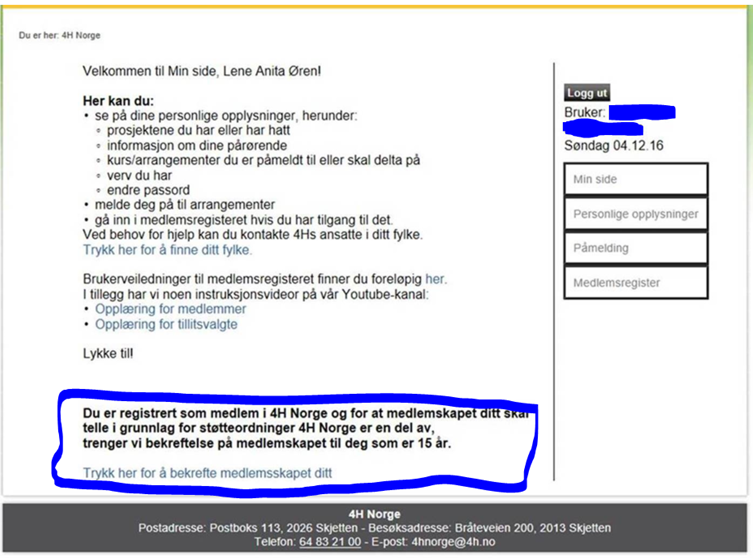 Du er her: 4H Norge
Velkommen til Min side, Lene Anita Øren!
Her kan du:
• se på dine personlige opplysninger, herunder:
◦ prosjektene du har eller har hatt
◦ informasjon om dine pårørende
◦ kurs/arrangementer du er påmeldt til eller skal delta på
◦ verv du har
◦ endre passord
• melde deg på til arrangementer
• gå inn i medlemsregisteret hvis du har tilgang til det.
Ved behov for hjelp kan du kontakte 4Hs ansatte i ditt fylke.
Trykk her for å finne ditt fylke.
Brukerveiledninger til medlemsregisteret finner du foreløpig her.
I tillegg har vi noen instruksjonsvideor på vår Youtube-kanal:
• Opplæring for medlemmer
• Opplæring for tillitsvalgte
Lykke til!
Du er registrert som medlem i 4H Norge og for at medlemskapet ditt skal
telle i grunnlag for støtteordninger 4H Norge er en del av,
trenger vi bekreftelse på medlemskapet til deg som er 15 år.
Trykk her for å bekrefte medlemsskapet ditt
Logg ut
Bruker:
Søndag 04.12.16
Min side
Personlige opplysninger
Påmelding
Medlemsregister
4H Norge
Postadresse: Postboks 113, 2026 Skjetten - Besøksadresse: Bråteveien 200, 2013 Skjetten
Telefon: 64 83 21 00 - E-post: 4hnorge@4h.no